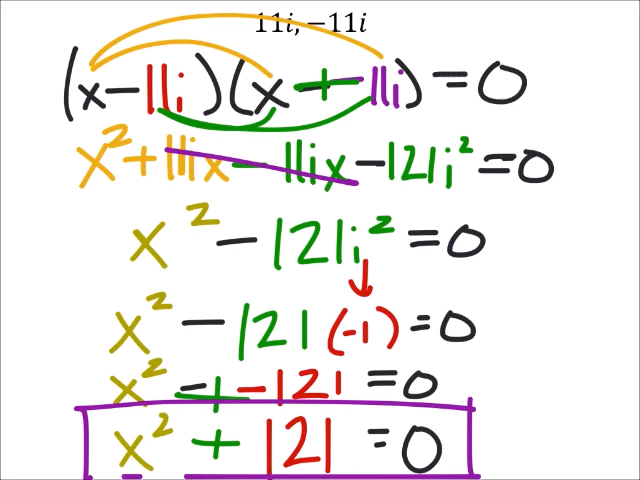 11i, −11i
(x−11i)(x+11i)=0
x²+11ix−11ix−121i²=0
x²−121i²=0
x²−121(-1)=0
x²-+-121=0
x²+121=0